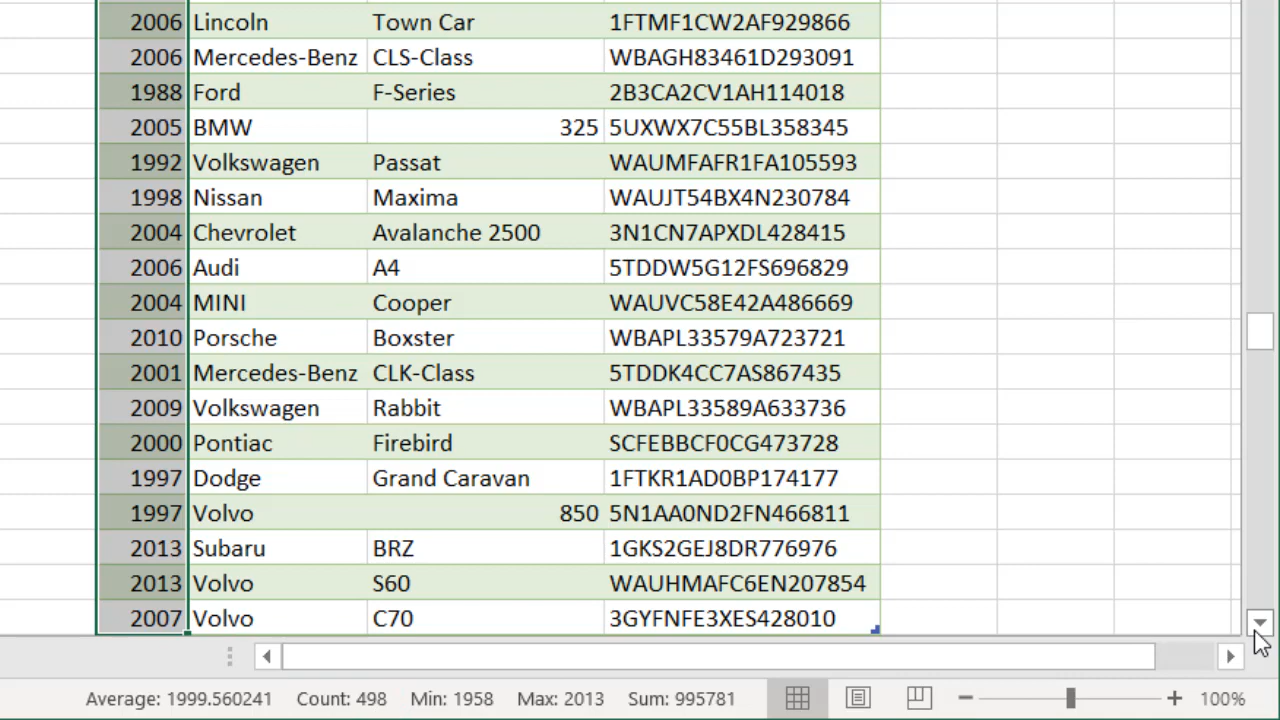 2006 Lincoln Town Car 1FTMF1CW2AF929866
2006 Mercedes-Benz CLS-Class WBAGH83461D293091
1988 Ford F-Series 2B3CA2CV1AH114018
2005 BMW 325 5UXWX7C55BL358345
1992 Volkswagen Passat WAUMFAFR1FA105593
1998 Nissan Maxima WAUJT54BX4N230784
2004 Chevrolet Avalanche 2500 3N1CN7APXDL428415
2006 Audi A4 5TDDW5G12FS696829
2004 MINI Cooper WAUVC58E42A486669
2010 Porsche Boxster WBAPL33579A723721
2001 Mercedes-Benz CLK-Class 5TDDK4CC7AS867435
2009 Volkswagen Rabbit WBAPL33589A633736
2000 Pontiac Firebird SCFEBBCF0CG473728
1997 Dodge Grand Caravan 1FTKR1AD0BP174177
1997 Volvo 850 5N1AA0ND2FN466811
2013 Subaru BRZ 1GKS2GEJ8DR776976
2013 Volvo S60 WAUHMAFC6EN207854
2007 Volvo C70 3GYFNFE3XES428010
Average: 1999.560241 Count: 498 Min: 1958 Max: 2013 Sum: 995781 100%